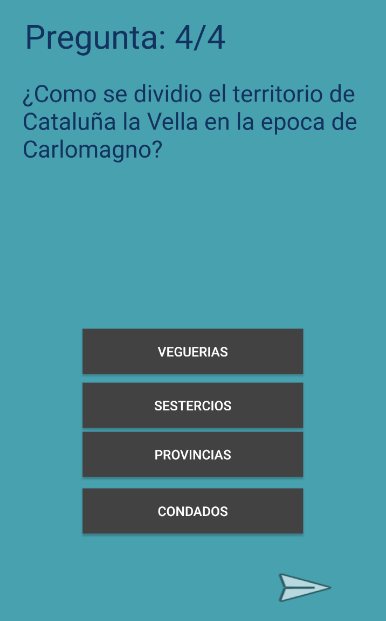 Pregunta: 4/4
¿Como se dividio el territorio de
Cataluña la Vella en la epoca de
Carlomagno?
VEGUERIAS
SESTERCIOS
PROVINCIAS
CONDADOS